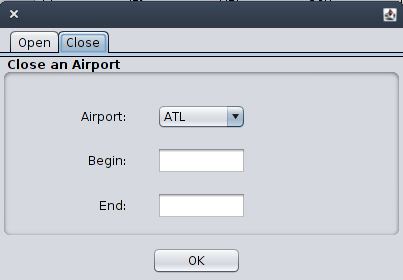 Open Close
Close an Airport
Airport: ATL
Begin:
End:
OK